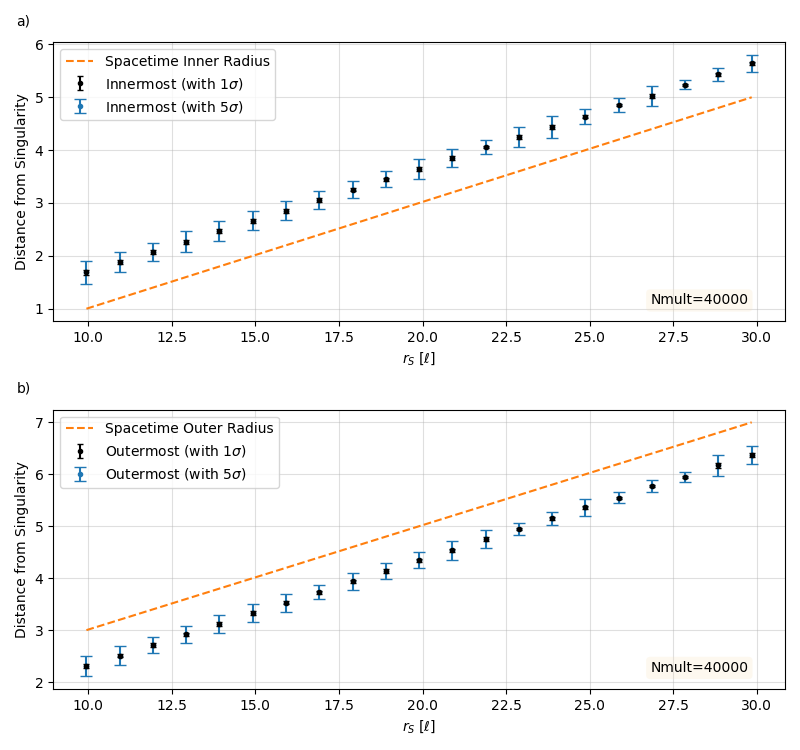 a)
6
5
4
3
2
1
Distance from Singularity
Spacetime Inner Radius
Innermost (with 1σ)
Innermost (with 5σ)
Nmult=40000
10.0 12.5 15.0 17.5 20.0 22.5 25.0 27.5 30.0
r_S [ℓ]
b)
7
6
5
4
3
2
Distance from Singularity
Spacetime Outer Radius
Outermost (with 1σ)
Outermost (with 5σ)
Nmult=40000
10.0 12.5 15.0 17.5 20.0 22.5 25.0 27.5 30.0
r_S [ℓ]